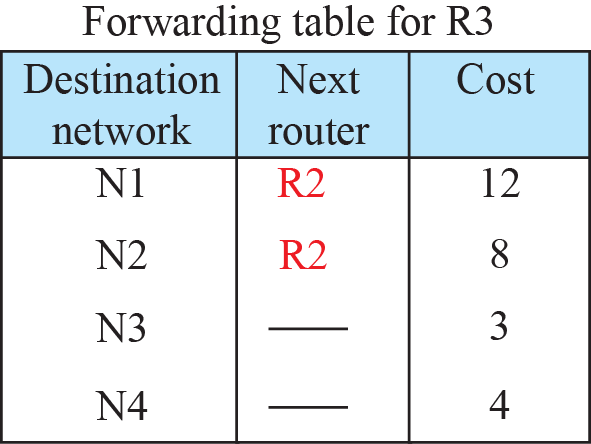 Forwarding table for R3
Destination network Next router Cost
N1 R2 12
N2 R2 8
N3 —— 3
N4 —— 4